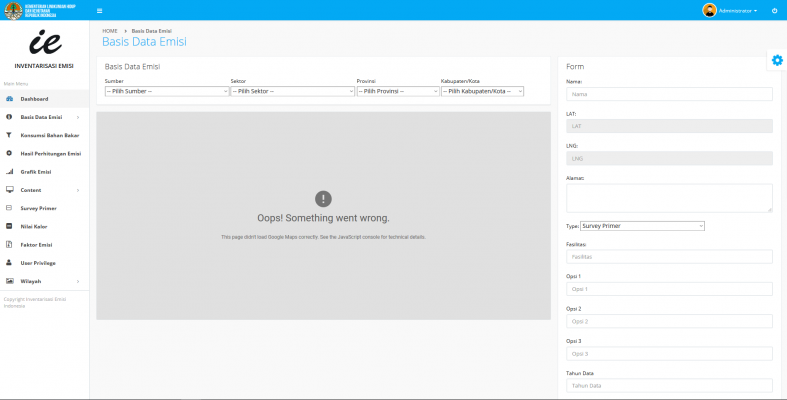 KEMENTERIAN LINGKUNGAN HIDUP
DAN KEHUTANAN
REPUBLIK INDONESIA
Administrator
ie
INVENTARISASI EMISI
Main Menu
Dashboard
Basis Data Emisi
Konsumsi Bahan Bakar
Hasil Perhitungan Emisi
Grafik Emisi
Content
Survey Primer
Nilai Kalor
Faktor Emisi
User Privilege
Wilayah
Copyright Inventarisasi Emisi
Indonesia
HOME > Basis Data Emisi
Basis Data Emisi
Basis Data Emisi
Sumber Sektor Provinsi Kabupaten/Kota
-- Pilih Sumber -- -- Pilih Sektor -- -- Pilih Provinsi -- -- Pilih Kabupaten/Kota --
Oops! Something went wrong.
This page didn't load Google Maps correctly. See the JavaScript console for technical details.
Form
Nama:
Nama
LAT:
LAT
LNG:
LNG
Alamat:
Type: Survey Primer
Fasilitas:
Fasilitas
Opsi 1
Opsi 1
Opsi 2
Opsi 2
Opsi 3
Opsi 3
Tahun Data
Tahun Data